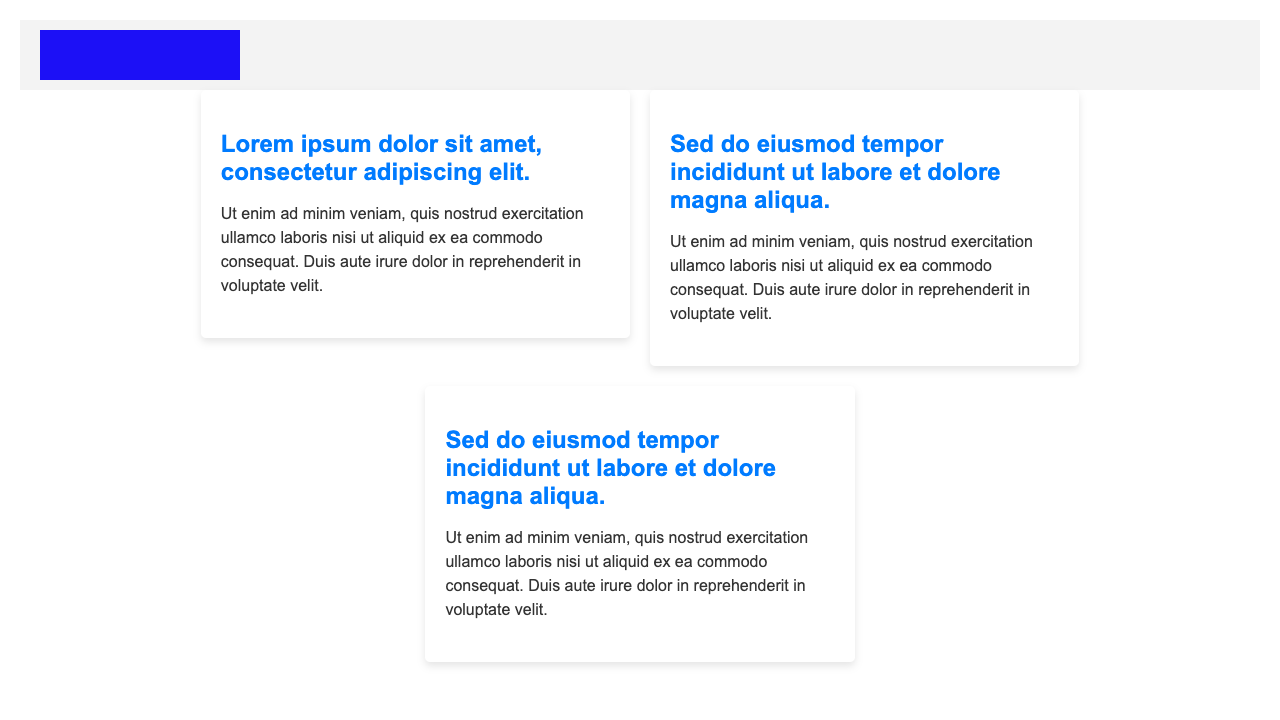 Lorem ipsum dolor sit amet,
consectetur adipiscing elit.
Ut enim ad minim veniam, quis nostrud exercitation
ullamco laboris nisi ut aliquid ex ea commodo
consequat. Duis aute irure dolor in reprehenderit in
voluptate velit.
Sed do eiusmod tempor
incididunt ut labore et dolore
magna aliqua.
Ut enim ad minim veniam, quis nostrud exercitation
ullamco laboris nisi ut aliquid ex ea commodo
consequat. Duis aute irure dolor in reprehenderit in
voluptate velit.
Sed do eiusmod tempor
incididunt ut labore et dolore
magna aliqua.
Ut enim ad minim veniam, quis nostrud exercitation
ullamco laboris nisi ut aliquid ex ea commodo
consequat. Duis aute irure dolor in reprehenderit in
voluptate velit.